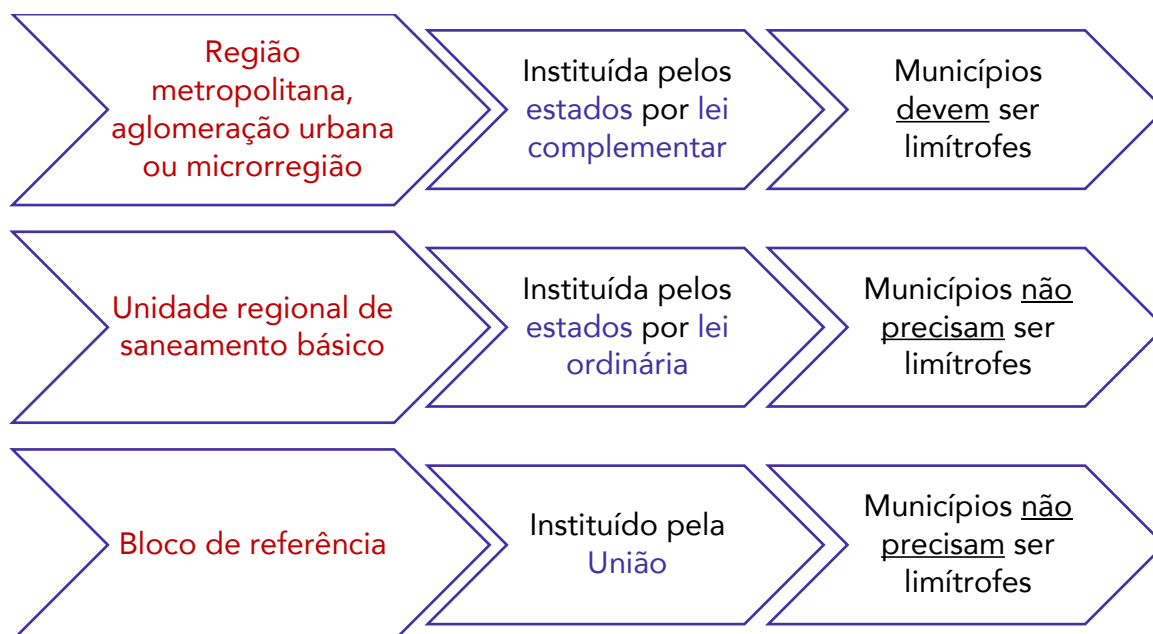 Região
metropolitana,
aglomeração urbana
ou microrregião
Instituída pelos
estados por lei
complementar
Municípios
devem ser
limítrofes
Unidade regional de
saneamento básico
Instituída pelos
estados por lei
ordinária
Municípios não
precisam ser
limítrofes
Bloco de referência
Instituído pela
União
Municípios não
precisam ser
limítrofes